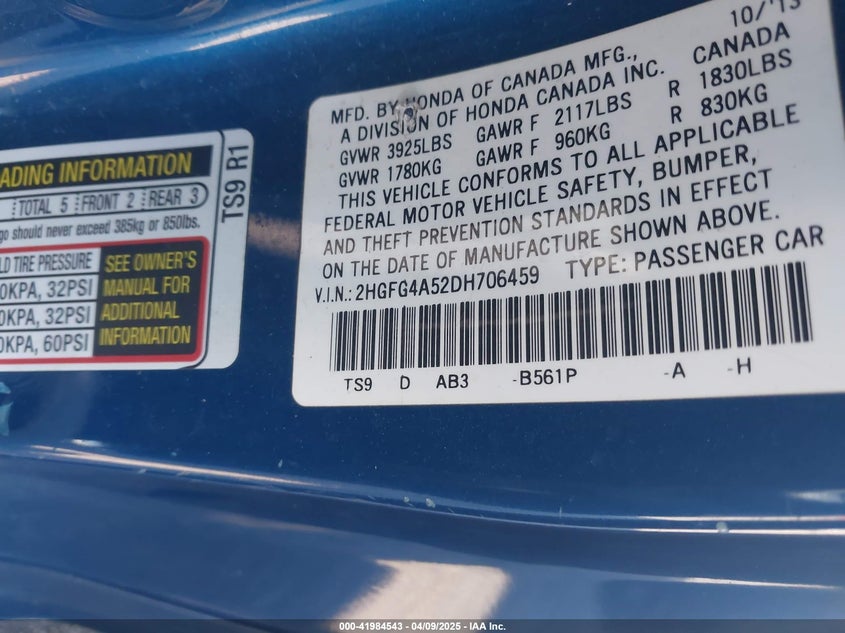 ADING INFORMATION
TOTAL 5 FRONT 2 REAR 3
go should never exceed 385kg or 850lbs.
LD TIRE PRESSURE
0KPA, 32PSI
0KPA, 32PSI
0KPA, 60PSI
SEE OWNER'S
MANUAL FOR
ADDITIONAL
INFORMATION
TS9 R1
10/'13
MFD. BY HONDA OF CANADA MFG.,
A DIVISION OF HONDA CANADA INC. CANADA
GVWR 3925LBS GAWR F 2117LBS R 1830LBS
GVWR 1780KG GAWR F 960KG R 830KG
THIS VEHICLE CONFORMS TO ALL APPLICABLE
FEDERAL MOTOR VEHICLE SAFETY, BUMPER,
AND THEFT PREVENTION STANDARDS IN EFFECT
ON THE DATE OF MANUFACTURE SHOWN ABOVE.
V.I.N.: 2HGFG4A52DH706459 TYPE: PASSENGER CAR
TS9 D AB3 -B561P -A -H
000-41984543 | 04/09/2025 - IAA Inc.